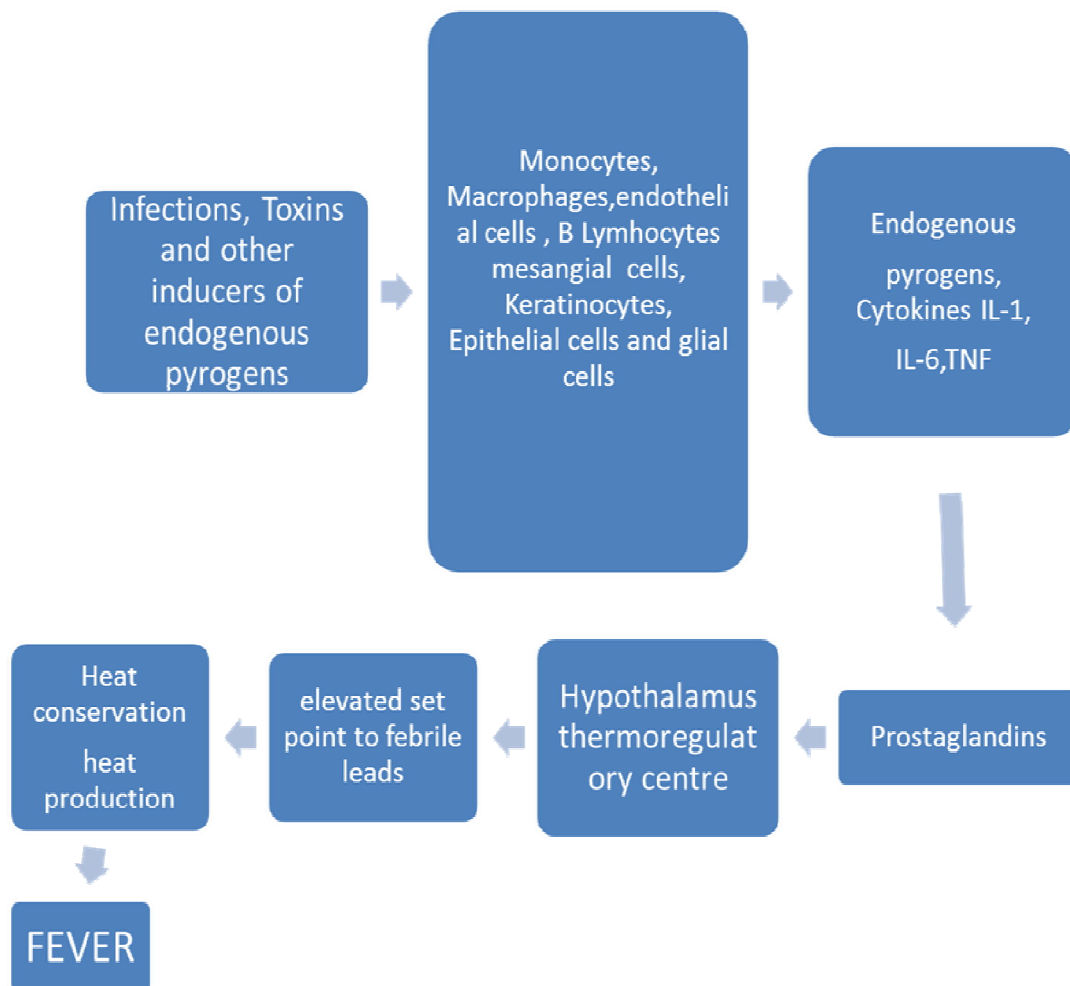 Infections, Toxins
and other
inducers of
endogenous
pyrogens
Monocytes,
Macrophages,endotheli
al cells , B Lymhocytes
mesangial cells,
Keratinocytes,
Epithelial cells and glial
cells
Endogenous
pyrogens,
Cytokines IL-1,
IL-6,TNF
Prostaglandins
Hypothalamus
thermoregulat
ory centre
elevated set
point to febrile
leads
Heat
conservation
heat
production
FEVER